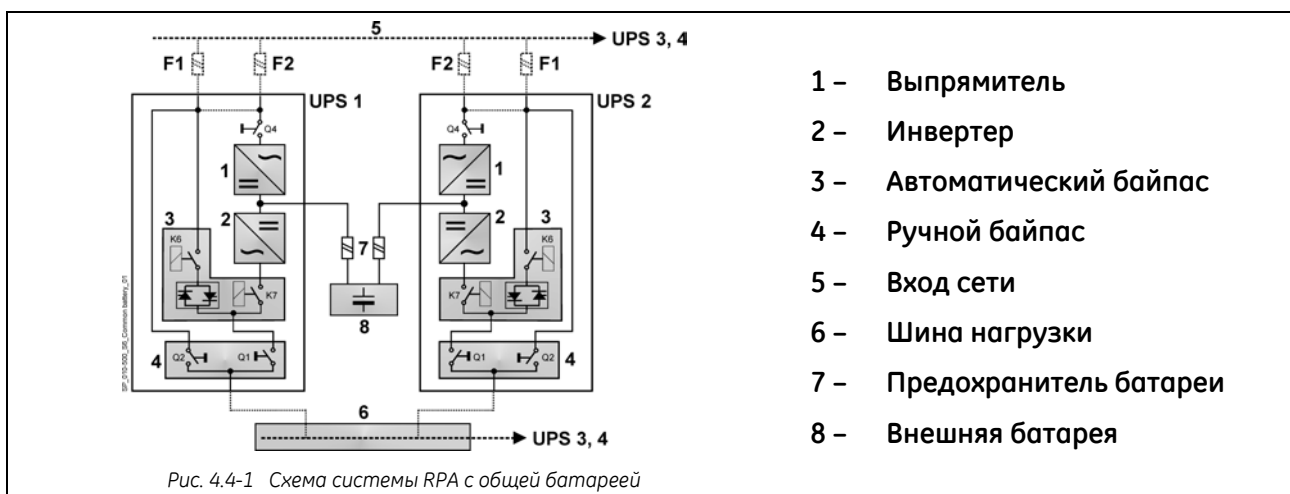 5
UPS 3, 4
F1 F2 F2 F1
UPS 1 UPS 2
Q4 Q4
1 1
2 2
3 3
K6 K6
7
K7 K7
8
4 Q2 Q1 Q1 Q2 4
SP_010-500_S6_Common battery_01
6
UPS 3, 4
Рис. 4.4-1 Схема системы RPA с общей батареей
1 – Выпрямитель
2 – Инвертер
3 – Автоматический байпас
4 – Ручной байпас
5 – Вход сети
6 – Шина нагрузки
7 – Предохранитель батареи
8 – Внешняя батарея